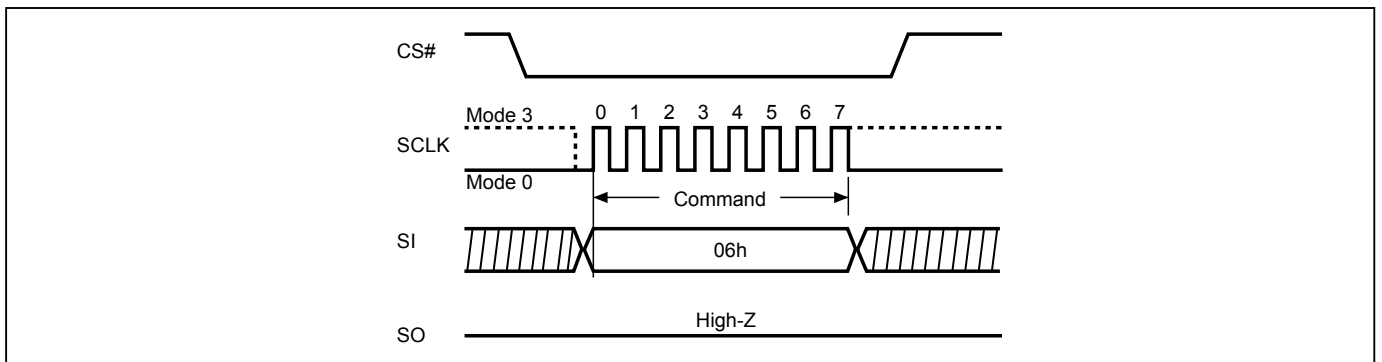 CS#
Mode 3
0 1 2 3 4 5 6 7
SCLK
Mode 0
Command
SI
06h
High-Z
SO